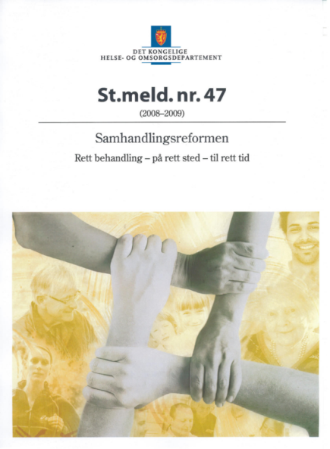 DET KONGELIGE
HELSE- OG OMSORGSDEPARTEMENT
St.meld. nr. 47
(2008–2009)
Samhandlingsreformen
Rett behandling – på rett sted – til rett tid